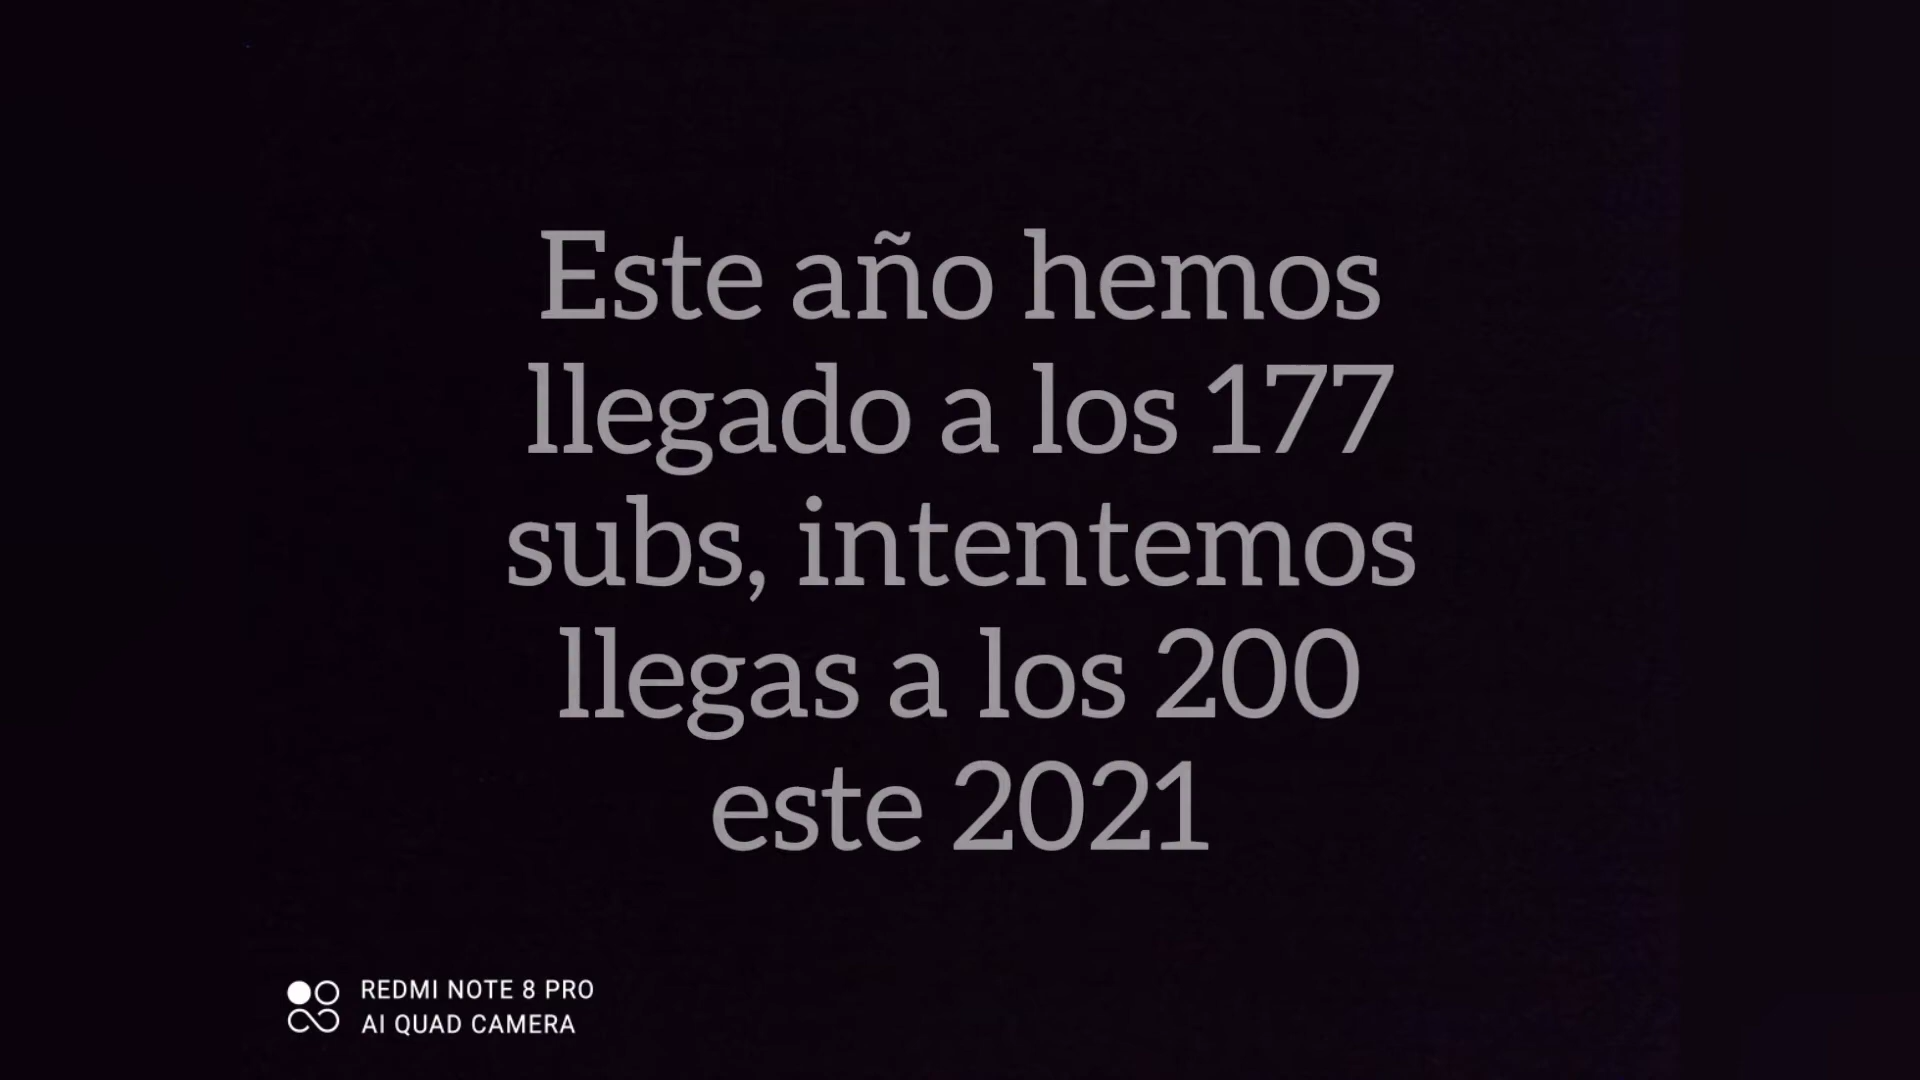 Este año hemos
llegado a los 177
subs, intentemos
llegas a los 200
este 2021
REDMI NOTE 8 PRO
AI QUAD CAMERA